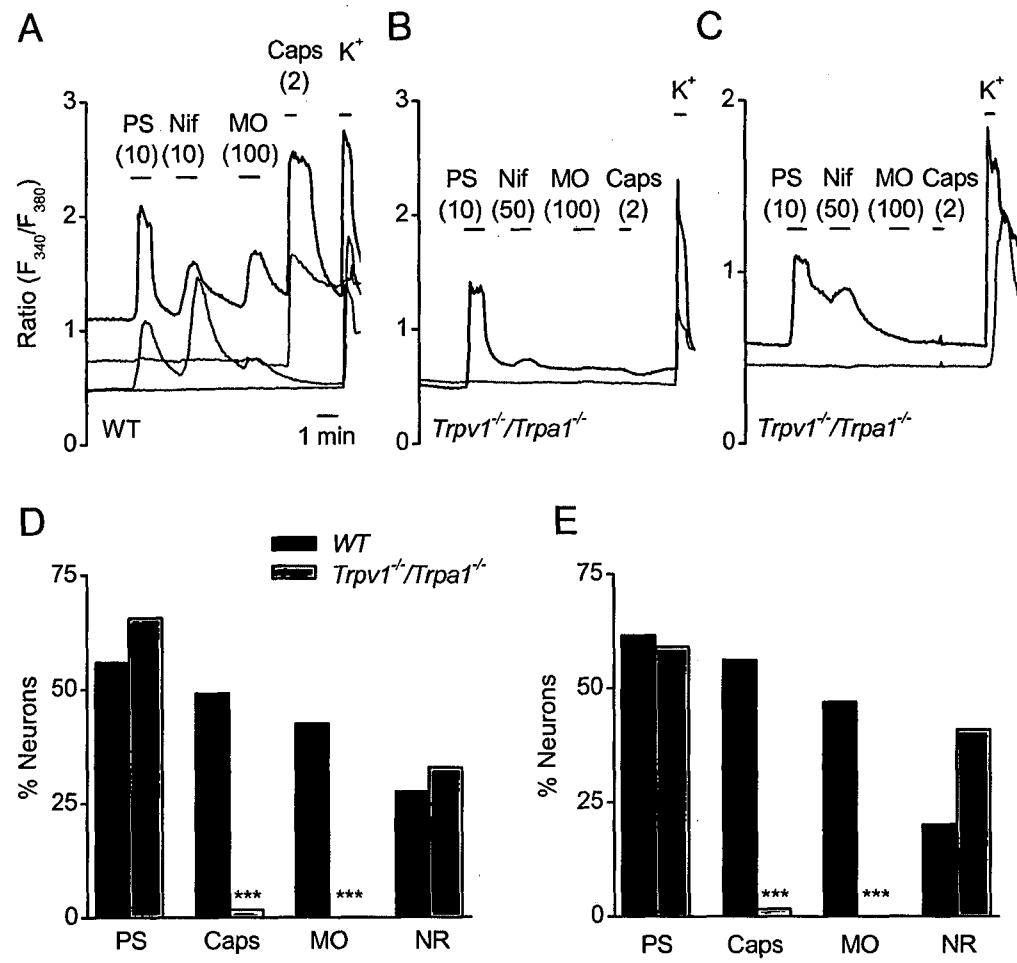 A
B
C
Caps
(2)
K+
PS Nif MO
(10) (10) (100)
3
2
1
0
Ratio (F340/F380)
WT
1 min
K+
PS Nif MO Caps
(10) (50) (100) (2)
3
2
1
0
Trpv1-/-/Trpa1-/-
K+
PS Nif MO Caps
(10) (50) (100) (2)
2
1
0
Trpv1-/-/Trpa1-/-
D
WT
Trpv1-/-/Trpa1-/-
75
50
25
0
% Neurons
*** ***
PS Caps MO NR
E
75
50
25
0
% Neurons
*** ***
PS Caps MO NR